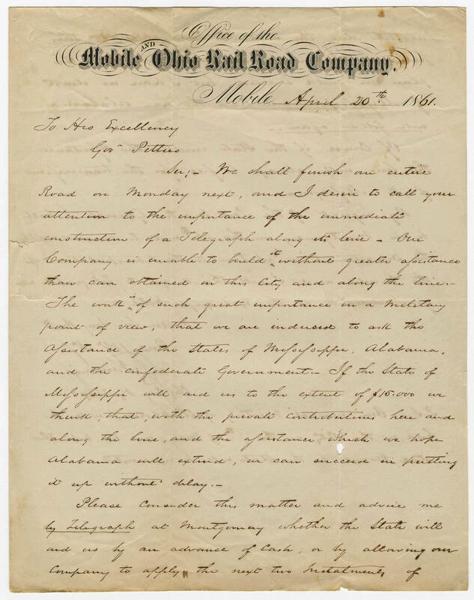 Office of the
Mobile and Ohio Rail Road Company.
Mobile April 20th 1861.
To His Excellency
Gov Pettus
Sir;- We shall finish our entire
Road on Monday next, and I desire to call your
attention to the importance of the immediate
construction of a Telegraph along its line - Our
Company is unable to build it without greater assistance
than can obtained in this City and along the line.
The work is of such great importance in a Military
point of view, that we are induced to ask the
Assistance of the States of Mississippi, Alabama,
and the Confederate Government - If the State of
Mississippi will aid us to the extent of $15.000 we
think that, with the private contributions here and
along the line, and the assistance which we hope
Alabama will extend, we can succeed in putting
it up without delay. -
Please consider this matter and advise me
by Telegraph at Montgomery whether the State will
aid us by an advance of Cash, or by allowing our
Company to apply the next two Instalments of